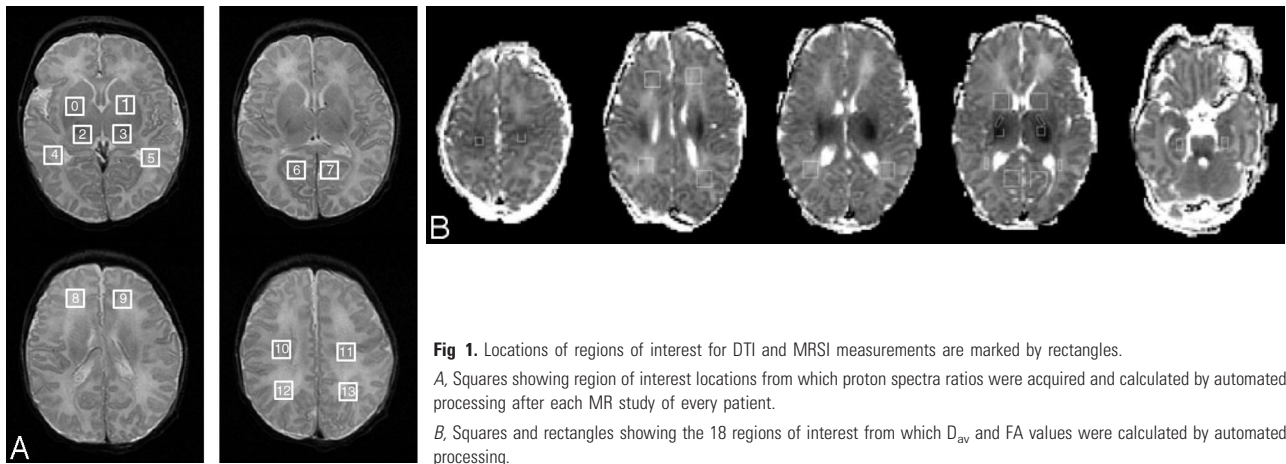 0 1
2 3
4 5
6 7
A
B
8 9
10 11
12 13
Fig 1. Locations of regions of interest for DTI and MRSI measurements are marked by rectangles.
A, Squares showing region of interest locations from which proton spectra ratios were acquired and calculated by automated
processing after each MR study of every patient.
B, Squares and rectangles showing the 18 regions of interest from which Dav and FA values were calculated by automated
processing.